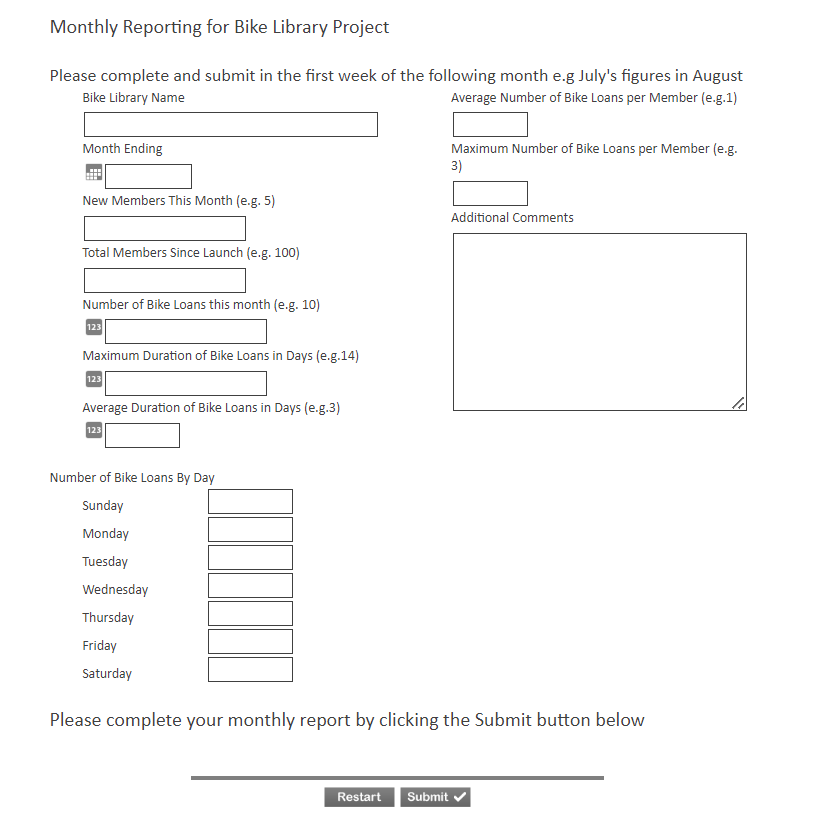 Monthly Reporting for Bike Library Project
Please complete and submit in the first week of the following month e.g July's figures in August
Bike Library Name
Month Ending
New Members This Month (e.g. 5)
Total Members Since Launch (e.g. 100)
Number of Bike Loans this month (e.g. 10)
123
Maximum Duration of Bike Loans in Days (e.g.14)
123
Average Duration of Bike Loans in Days (e.g.3)
123
Average Number of Bike Loans per Member (e.g.1)
Maximum Number of Bike Loans per Member (e.g.
3)
Additional Comments
Number of Bike Loans By Day
Sunday
Monday
Tuesday
Wednesday
Thursday
Friday
Saturday
Please complete your monthly report by clicking the Submit button below
Restart
Submit